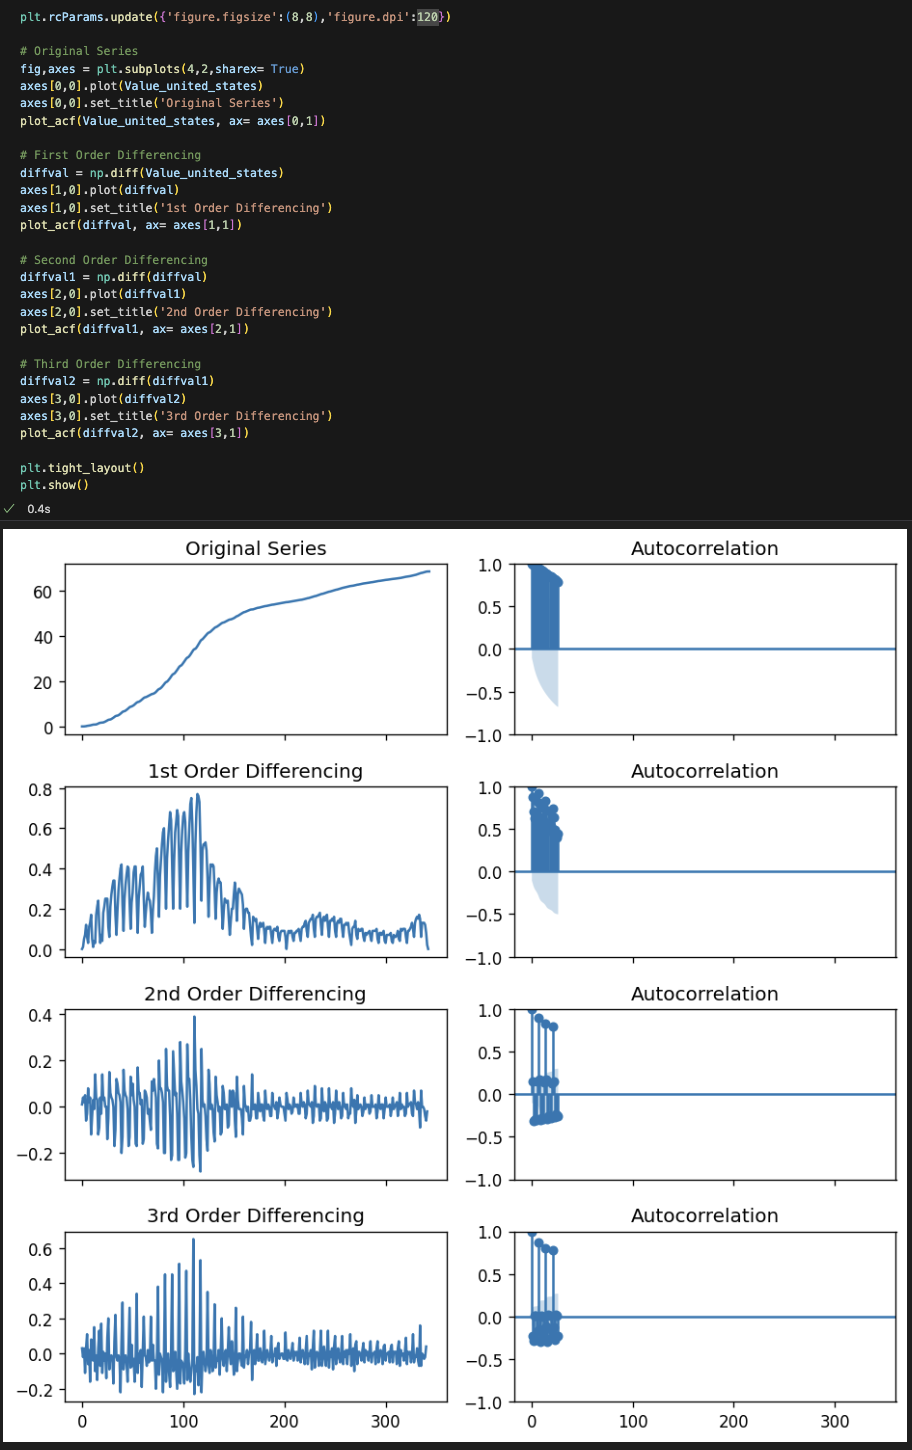 plt.rcParams.update({'figure.figsize':(8,8),'figure.dpi':120})
# Original Series
fig,axes = plt.subplots(4,2,sharex= True)
axes[0,0].plot(Value_united_states)
axes[0,0].set_title('Original Series')
plot_acf(Value_united_states, ax= axes[0,1])
# First Order Differencing
diffval = np.diff(Value_united_states)
axes[1,0].plot(diffval)
axes[1,0].set_title('1st Order Differencing')
plot_acf(diffval, ax= axes[1,1])
# Second Order Differencing
diffval1 = np.diff(diffval)
axes[2,0].plot(diffval1)
axes[2,0].set_title('2nd Order Differencing')
plot_acf(diffval1, ax= axes[2,1])
# Third Order Differencing
diffval2 = np.diff(diffval1)
axes[3,0].plot(diffval2)
axes[3,0].set_title('3rd Order Differencing')
plot_acf(diffval2, ax= axes[3,1])
plt.tight_layout()
plt.show()
0.4s
Original Series
60
40
20
0
Autocorrelation
1.0
0.5
0.0
−0.5
−1.0
1st Order Differencing
0.8
0.6
0.4
0.2
0.0
Autocorrelation
1.0
0.5
0.0
−0.5
−1.0
2nd Order Differencing
0.4
0.2
0.0
−0.2
Autocorrelation
1.0
0.5
0.0
−0.5
−1.0
3rd Order Differencing
0.6
0.4
0.2
0.0
−0.2
0 100 200 300
Autocorrelation
1.0
0.5
0.0
−0.5
−1.0
0 100 200 300